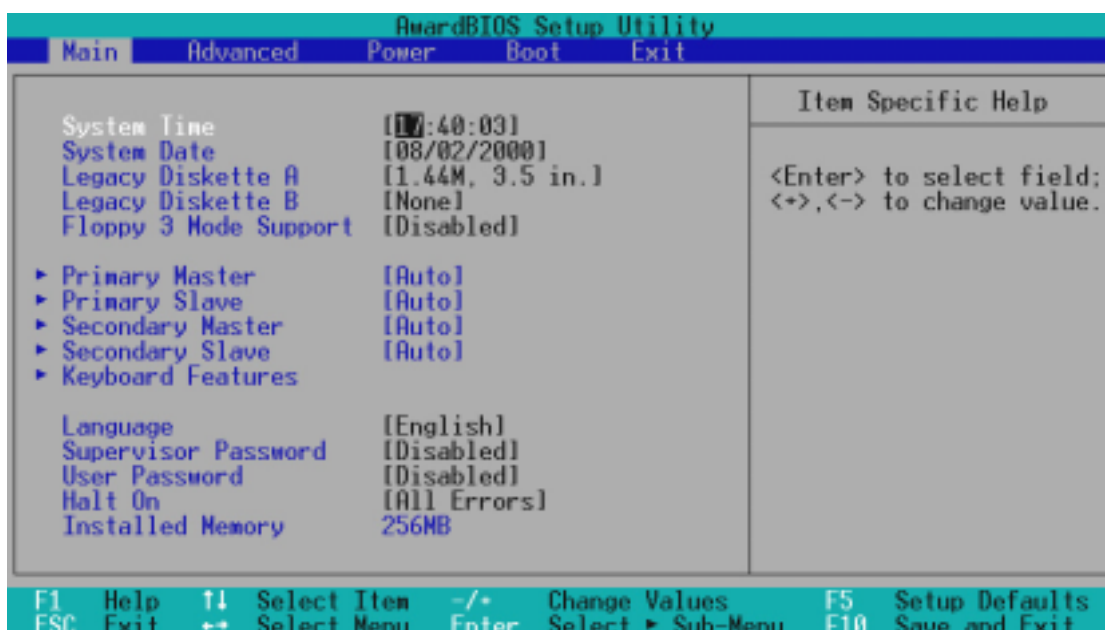 AwardBIOS Setup Utility
Main Advanced Power Boot Exit
Item Specific Help
System Time [17:40:03]
System Date [08/02/2000]
Legacy Diskette A [1.44M, 3.5 in.]
Legacy Diskette B [None]
Floppy 3 Mode Support [Disabled]
<Enter> to select field;
<+>,<-> to change value.
▸ Primary Master [Auto]
▸ Primary Slave [Auto]
▸ Secondary Master [Auto]
▸ Secondary Slave [Auto]
▸ Keyboard Features
Language [English]
Supervisor Password [Disabled]
User Password [Disabled]
Halt On [All Errors]
Installed Memory 256MB
F1 Help ↑↓ Select Item -/+ Change Values F5 Setup Defaults
ESC Exit ←→ Select Menu Enter Select ▸ Sub-Menu F10 Save and Exit